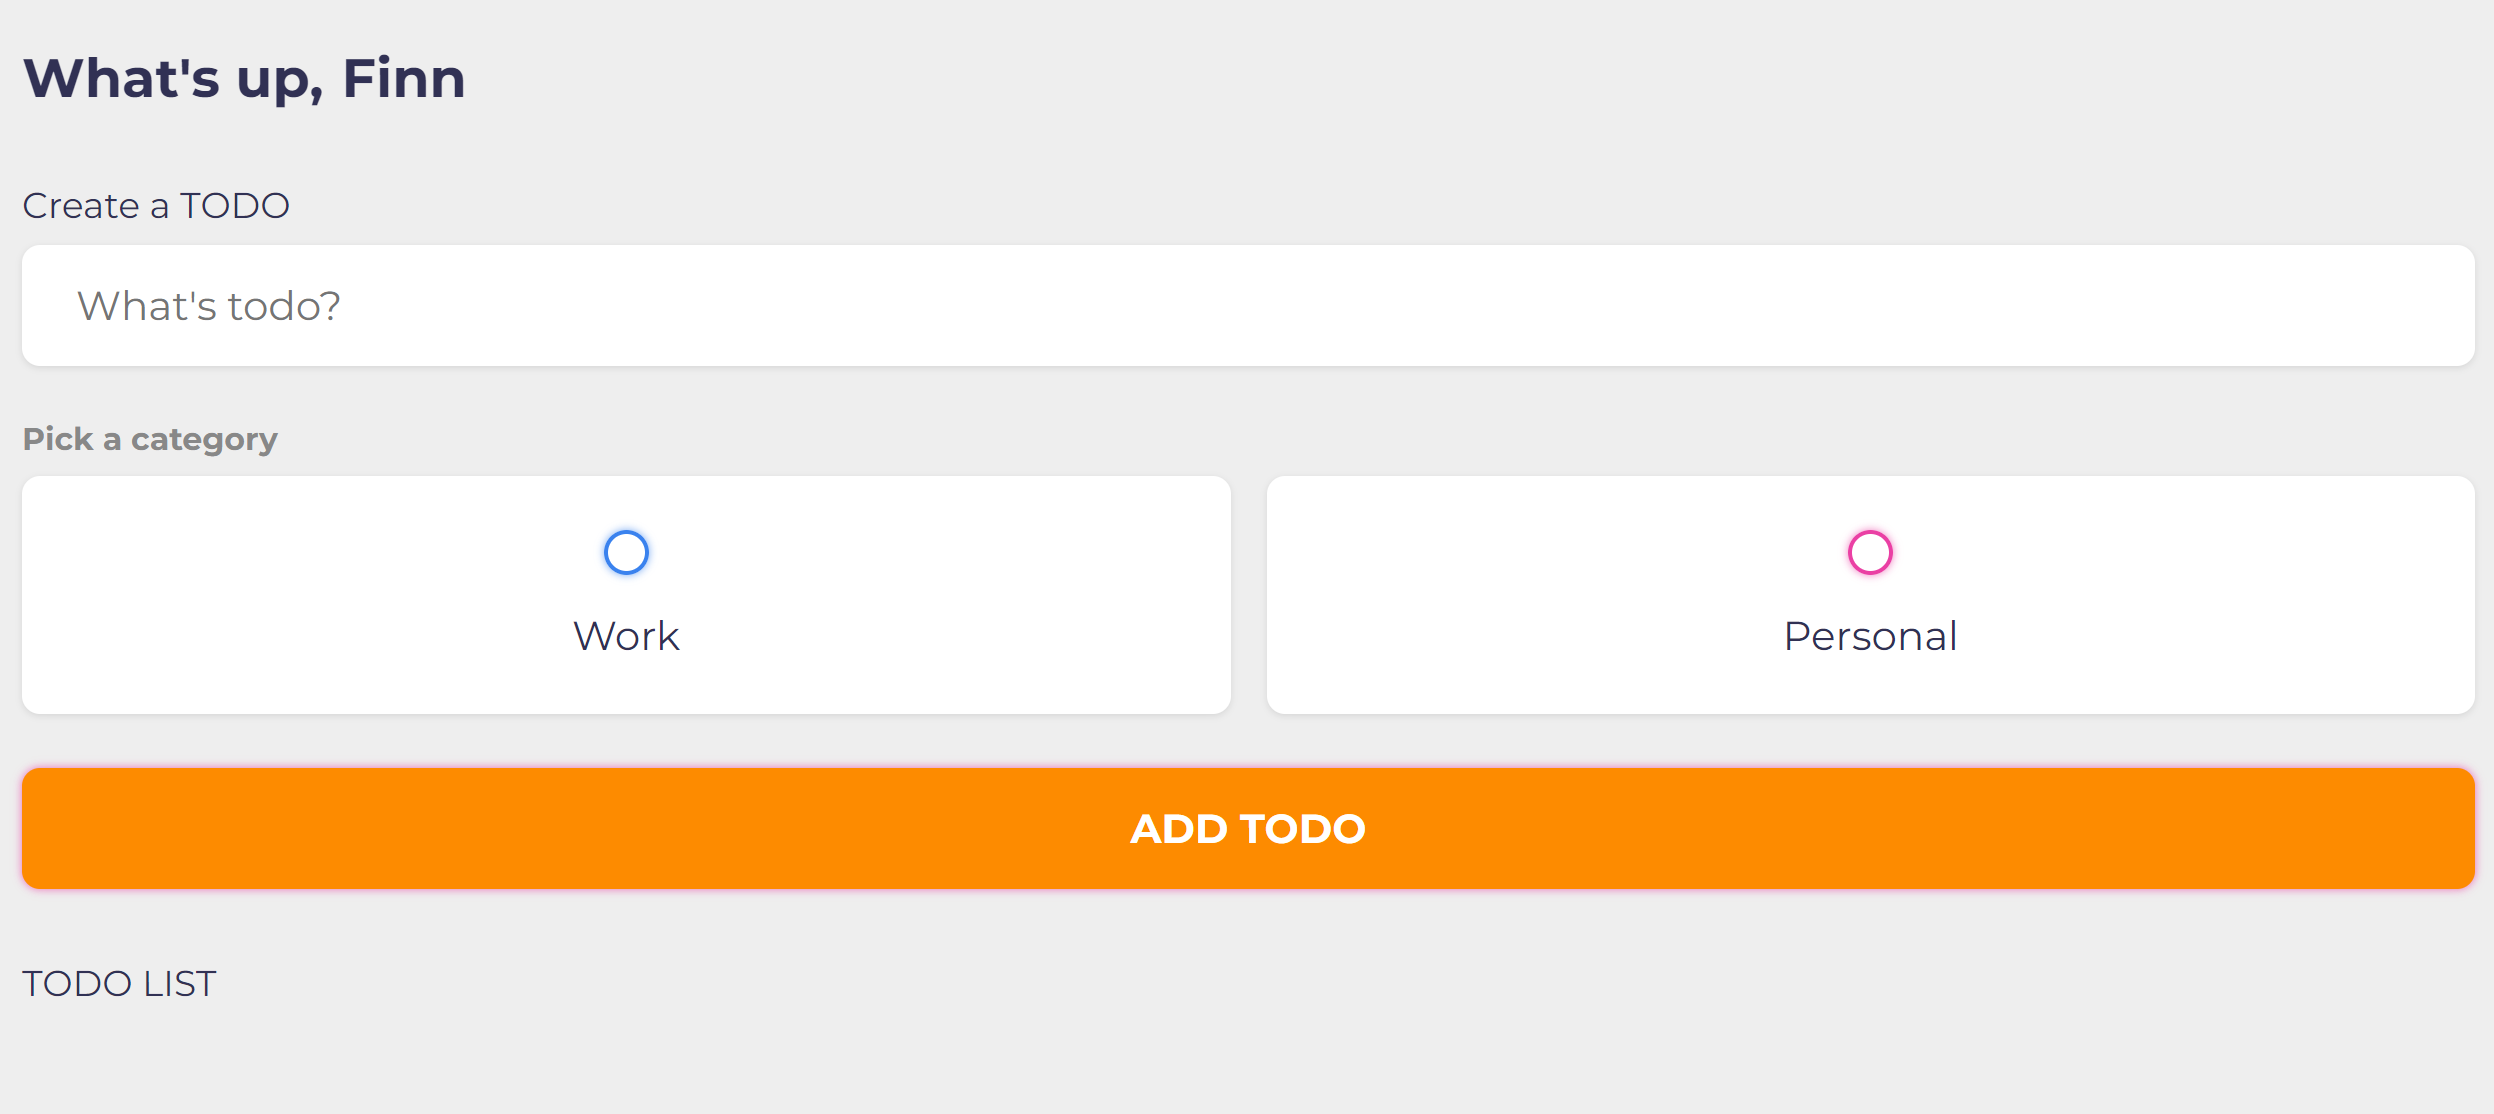 What's up, Finn
Create a TODO
What's todo?
Pick a category
Work
Personal
ADD TODO
TODO LIST